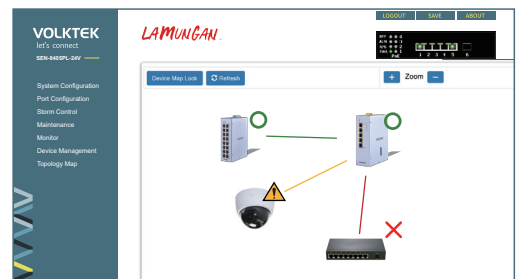 VOLKTEK
let's connect
SEN-8405PL-24V
System Configuration
Port Configuration
Storm Control
Maintenance
Monitor
Device Management
Topology Map
LAMUNGAN
LOGOUT
SAVE
ABOUT
PoE
1 2 3 4 5 6
Device Map Lock
Refresh
+ Zoom −